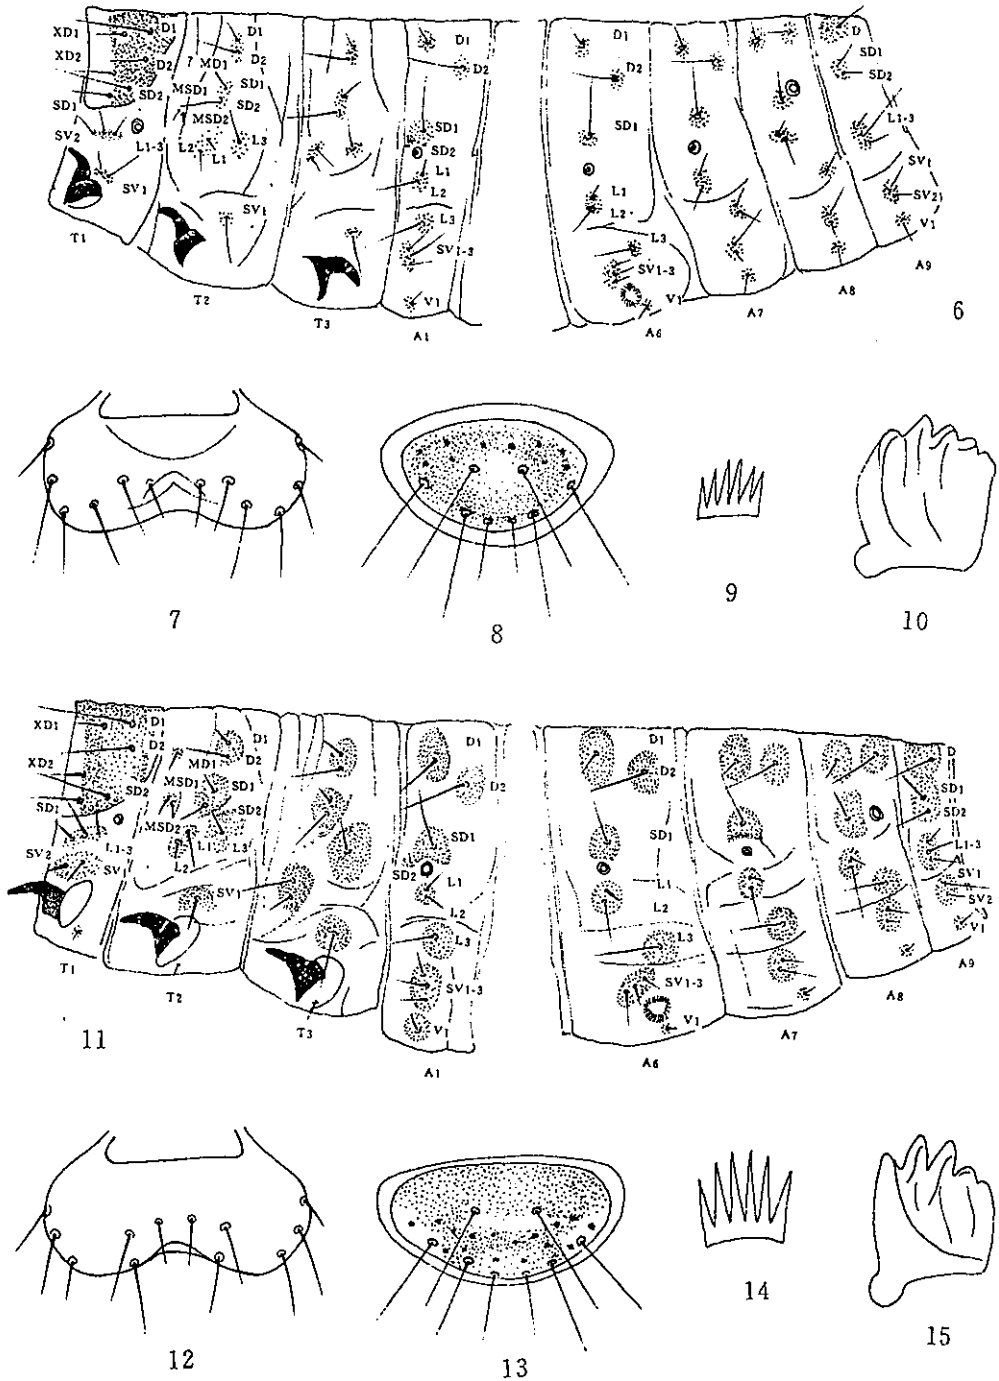 XD1 D1 D1 D1 D1 D
XD2 D2 ? MD1 D2 D2 D2 SD1
SD1 SD2 MSD1 SD1 SD1 SD1 SD2
SV2 L1-3 MSD2 SD2 SD2 L1-3
SV1 L2 L1 L3 L1 L1 SV1
SV1 L2 L2 SV2
L3 L3 V1
SV1-3 SV1-3
V1 V1
T1 T2 T3 A1 A6 A7 A8 A9
6
7 8 9 10
XD1 D1 D1 D1 D1 D
XD2 D2 MD1 D2 D2 D2 SD1
SD1 SD2 MSD1 SD1 SD1 SD1 SD2
SV2 L1-3 MSD2 SD2 SD2 L1-3
SV1 L1 L3 L1 L1 SV1
L2 L2 L2 SV2
SV1 L3 L3 V1
SV1-3 SV1-3
V1 V1
T1 T2 T3 A1 A6 A7 A8 A9
11
12 13 14 15